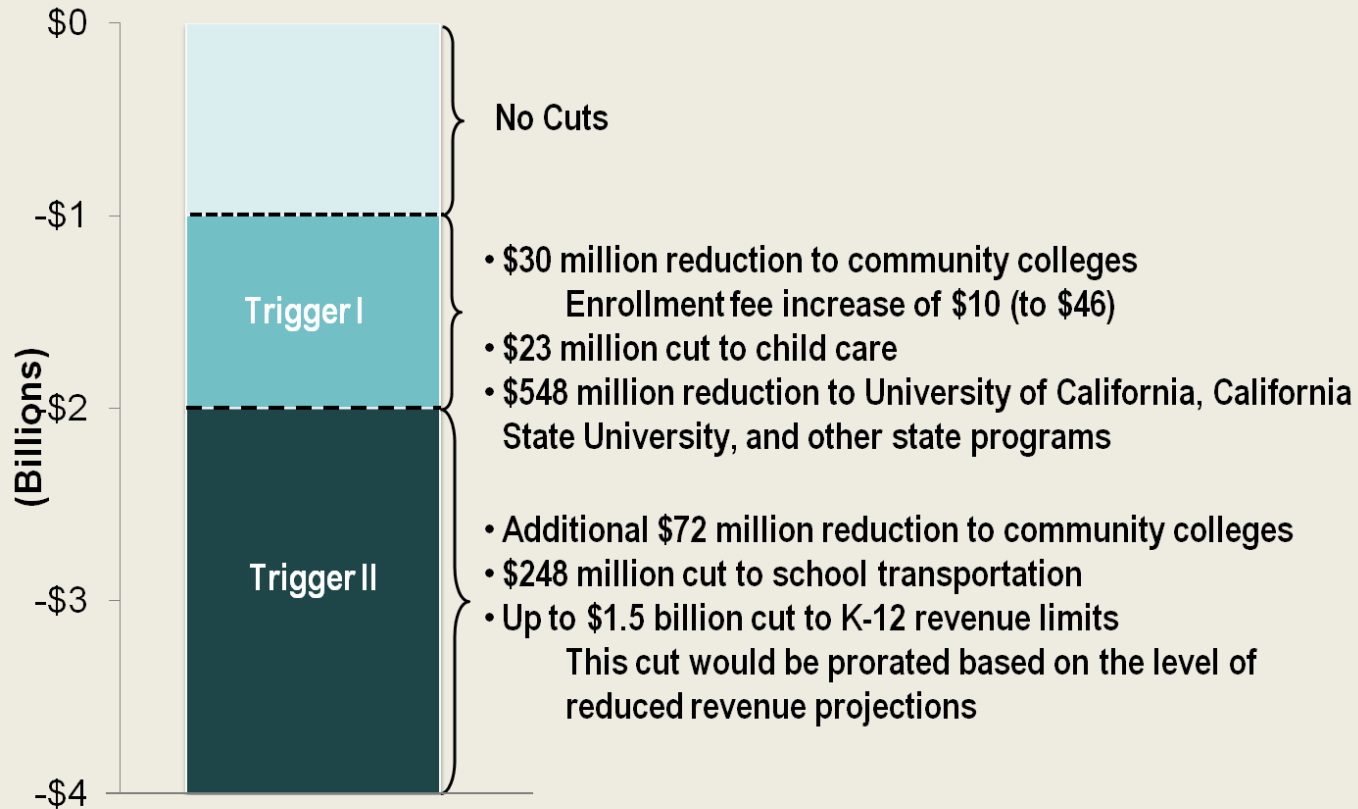 $0
No Cuts
-$1
• $30 million reduction to community colleges
Enrollment fee increase of $10 (to $46)
Trigger I
• $23 million cut to child care
• $548 million reduction to University of California, California
State University, and other state programs
-$2
(Billions)
• Additional $72 million reduction to community colleges
Trigger II
• $248 million cut to school transportation
-$3
• Up to $1.5 billion cut to K-12 revenue limits
This cut would be prorated based on the level of
reduced revenue projections
-$4